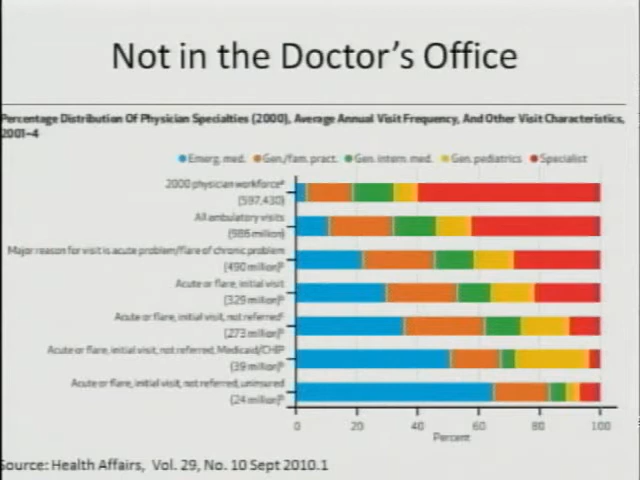 Not in the Doctor's Office
Percentage Distribution Of Physician Specialties (2000), Average Annual Visit Frequency, And Other Visit Characteristics,
2001–4
Emerg. med. Gen./fam. pract. Gen. intern. med. Gen. pediatrics Specialist
2000 physician workforceᵃ
(597,430)
All ambulatory visits
(986 million)
Major reason for visit is acute problem/flare of chronic problem
(490 million)ᵇ
Acute or flare, initial visit
(329 million)ᵇ
Acute or flare, initial visit, not referredᶜ
(273 million)ᵇ
Acute or flare, initial visit, not referred, Medicaid/CHIP
(39 million)ᵇ
Acute or flare, initial visit, not referred, uninsured
(24 million)ᵇ
0 20 40 60 80 100
Percent
Source: Health Affairs, Vol. 29, No. 10 Sept 2010.1